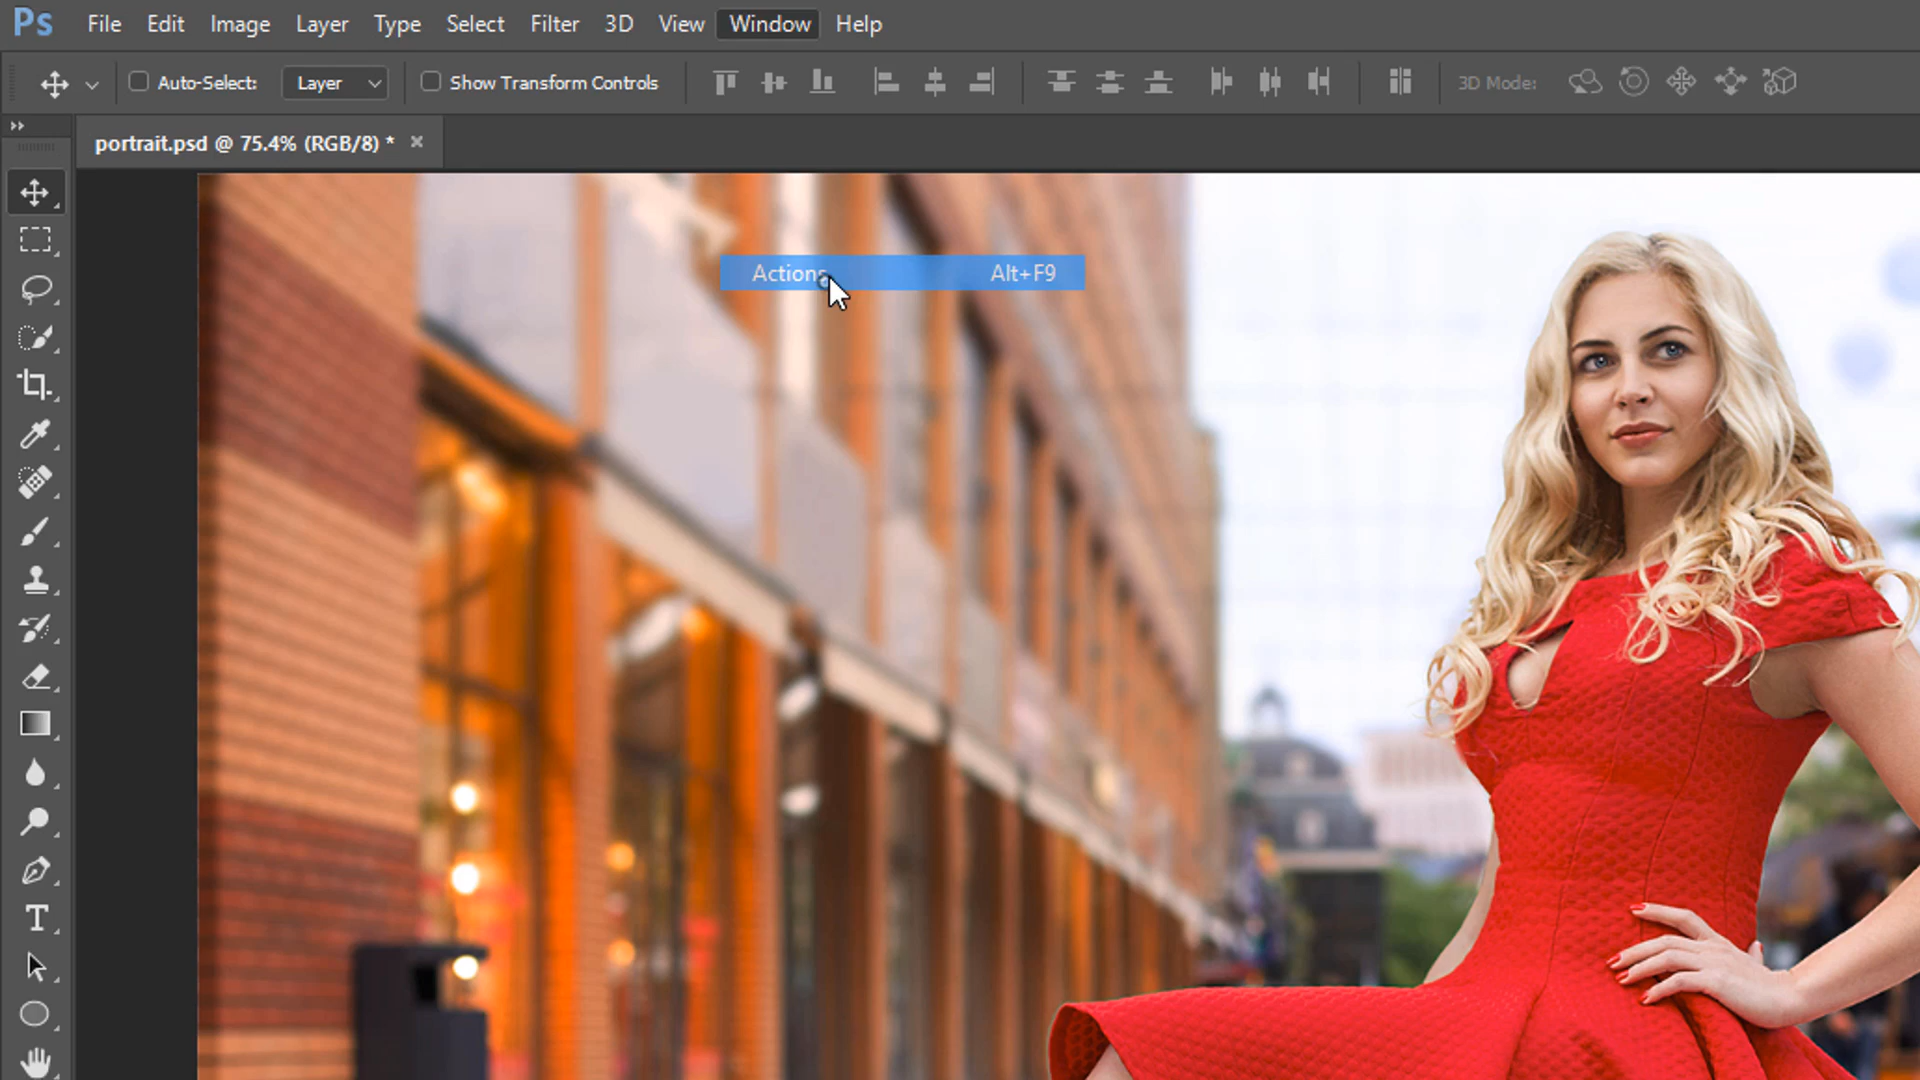 Ps File Edit Image Layer Type Select Filter 3D View Window Help
Auto-Select: Layer Show Transform Controls 3D Mode:
portrait.psd @ 75.4% (RGB/8) *
Actions Alt+F9
T